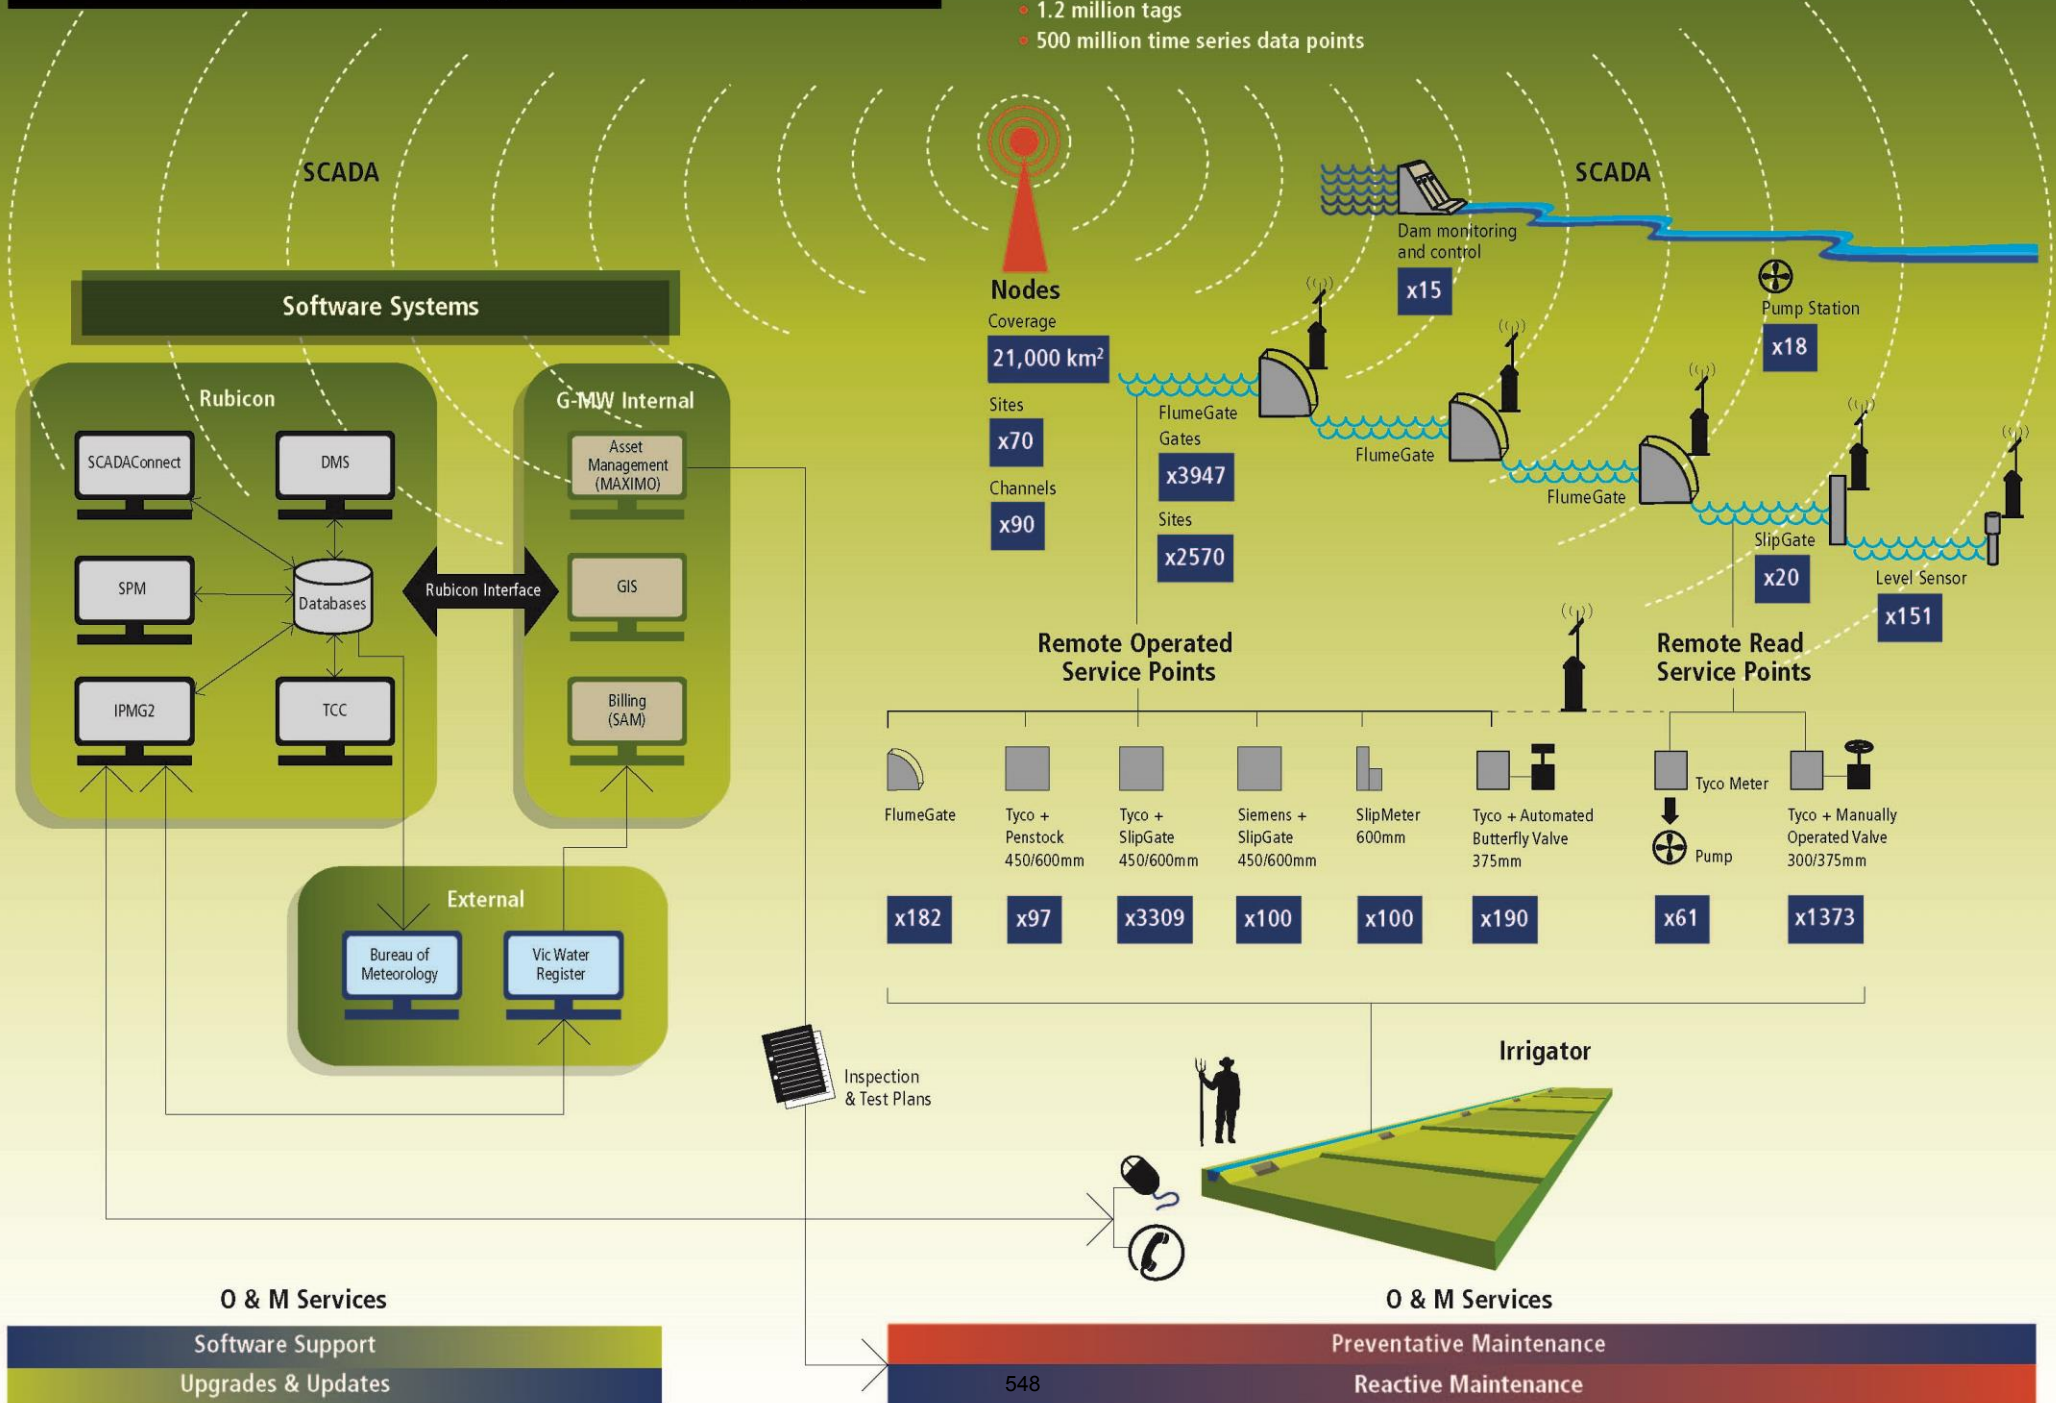 1.2 million tags
500 million time series data points
SCADA
SCADA
Dam monitoring
and control
x15
Pump Station
x18
Software Systems
Nodes
Coverage
21,000 km²
Sites
x70
Channels
x90
FlumeGate
Gates
x3947
Sites
x2570
FlumeGate
FlumeGate
SlipGate
x20
Level Sensor
x151
Rubicon
SCADAConnect
DMS
SPM
Databases
IPMG2
TCC
Rubicon Interface
G-MW Internal
Asset
Management
(MAXIMO)
GIS
Billing
(SAM)
External
Bureau of
Meteorology
Vic Water
Register
Remote Operated
Service Points
Remote Read
Service Points
FlumeGate
x182
Tyco +
Penstock
450/600mm
x97
Tyco +
SlipGate
450/600mm
x3309
Siemens +
SlipGate
450/600mm
x100
SlipMeter
600mm
x100
Tyco + Automated
Butterfly Valve
375mm
x190
Tyco Meter
Pump
x61
Tyco + Manually
Operated Valve
300/375mm
x1373
Inspection
& Test Plans
Irrigator
O & M Services
Software Support
Upgrades & Updates
O & M Services
Preventative Maintenance
548
Reactive Maintenance